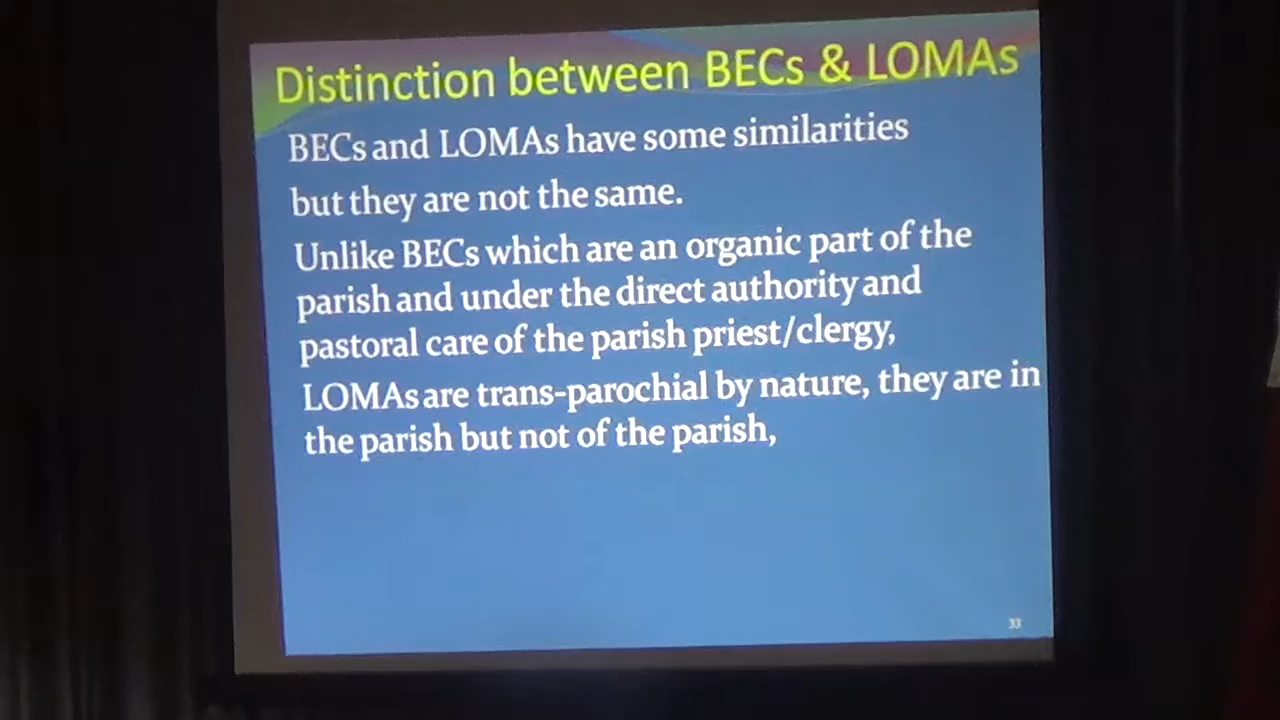 Distinction between BECs & LOMAs
BECs and LOMAs have some similarities
but they are not the same.
Unlike BECs which are an organic part of the
parish and under the direct authority and
pastoral care of the parish priest/clergy,
LOMAs are trans-parochial by nature, they are in
the parish but not of the parish,
33